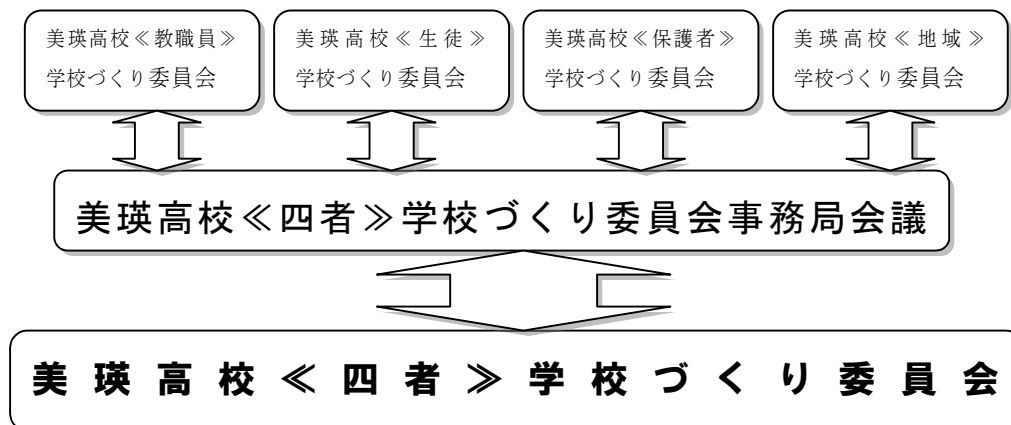 美瑛高校≪教職員≫
学校づくり委員会
美瑛高校≪生徒≫
学校づくり委員会
美瑛高校≪保護者≫
学校づくり委員会
美瑛高校≪地域≫
学校づくり委員会
美瑛高校≪四者≫学校づくり委員会事務局会議
美瑛高校≪四者≫学校づくり委員会